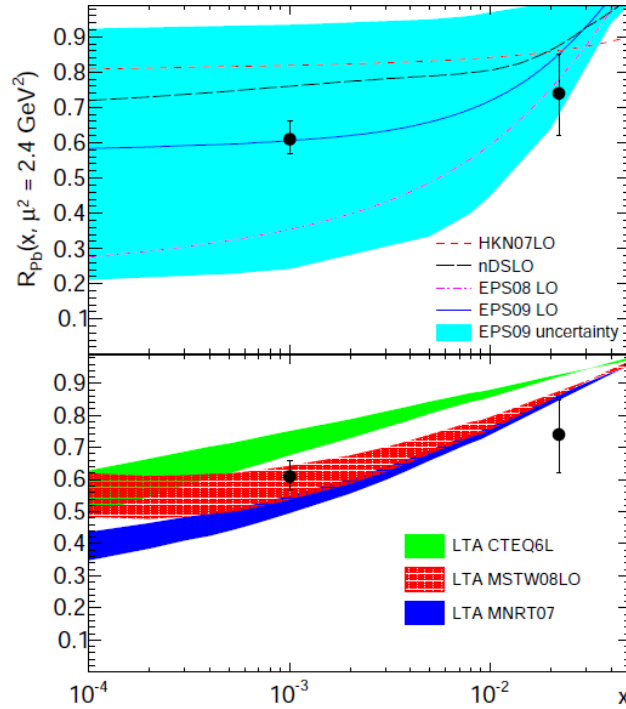 R_Pb(x, μ² = 2.4 GeV²)
0.9
0.8
0.7
0.6
0.5
0.4
0.3
0.2
0.1
HKN07LO
nDSLO
EPS08 LO
EPS09 LO
EPS09 uncertainty
0.9
0.8
0.7
0.6
0.5
0.4
0.3
0.2
0.1
LTA CTEQ6L
LTA MSTW08LO
LTA MNRT07
10⁻⁴ 10⁻³ 10⁻² x